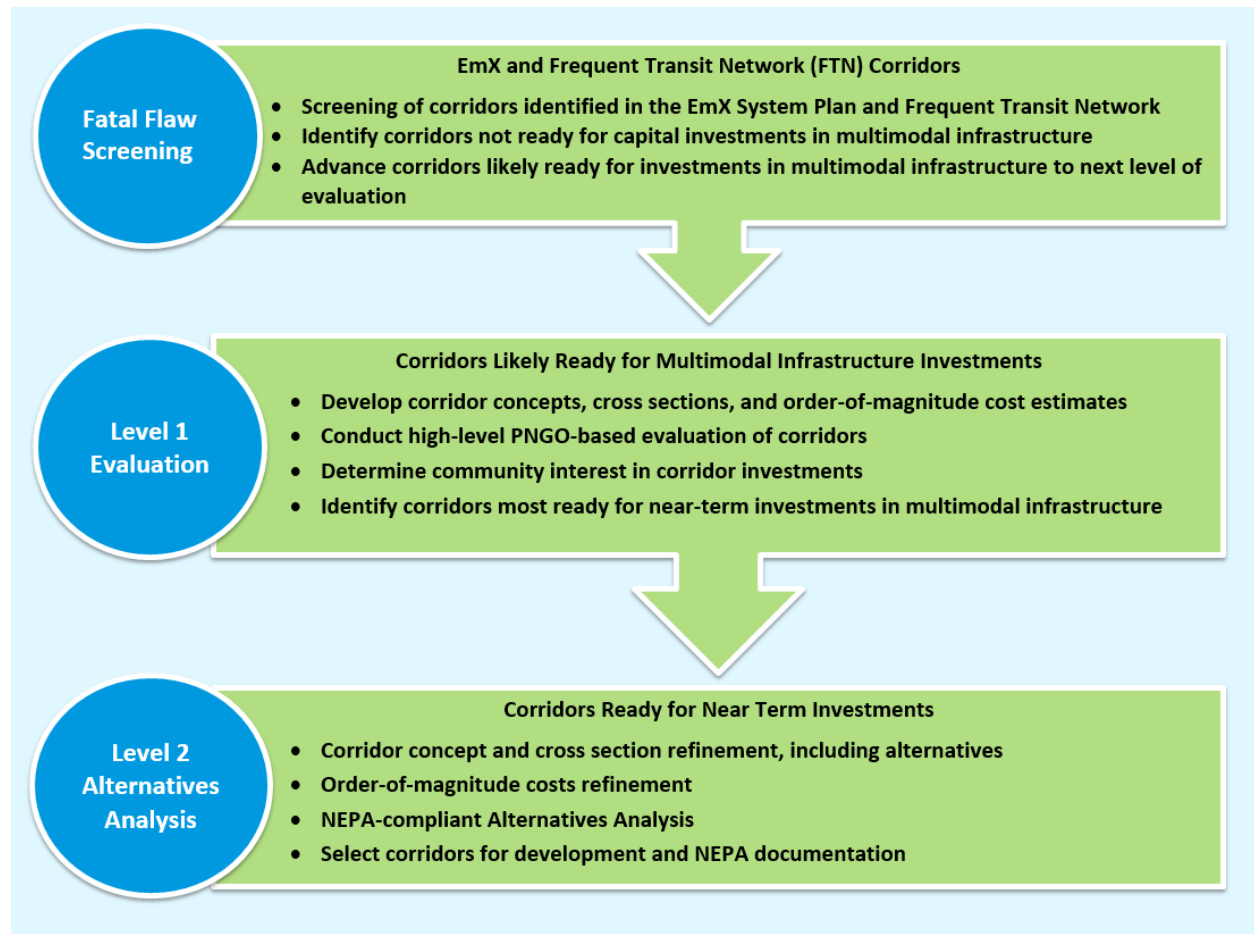 Fatal Flaw
Screening
EmX and Frequent Transit Network (FTN) Corridors
• Screening of corridors identified in the EmX System Plan and Frequent Transit Network
• Identify corridors not ready for capital investments in multimodal infrastructure
• Advance corridors likely ready for investments in multimodal infrastructure to next level of
evaluation
Level 1
Evaluation
Corridors Likely Ready for Multimodal Infrastructure Investments
• Develop corridor concepts, cross sections, and order-of-magnitude cost estimates
• Conduct high-level PNGO-based evaluation of corridors
• Determine community interest in corridor investments
• Identify corridors most ready for near-term investments in multimodal infrastructure
Level 2
Alternatives
Analysis
Corridors Ready for Near Term Investments
• Corridor concept and cross section refinement, including alternatives
• Order-of-magnitude costs refinement
• NEPA-compliant Alternatives Analysis
• Select corridors for development and NEPA documentation